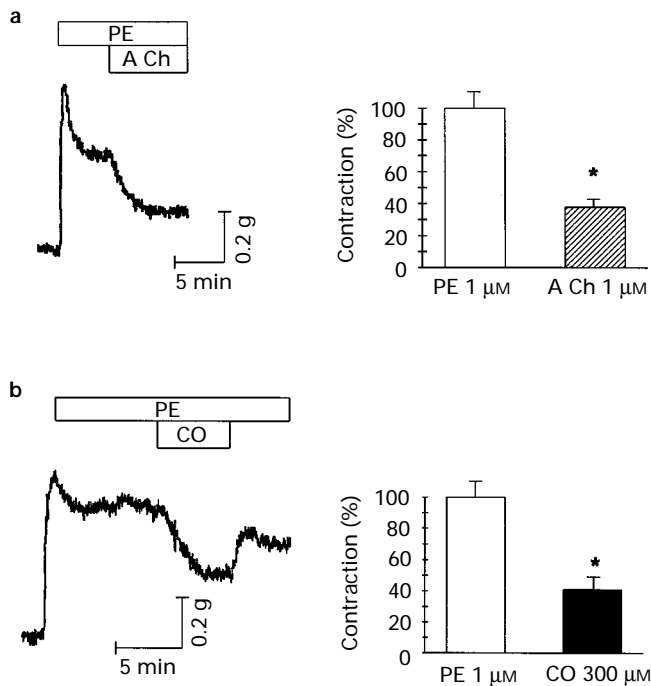 a
PE
A Ch
0.2 g
5 min
Contraction (%)
100
80
60
40
20
0
*
PE 1 μM
A Ch 1 μM
b
PE
CO
0.2 g
5 min
Contraction (%)
100
80
60
40
20
0
*
PE 1 μM
CO 300 μM